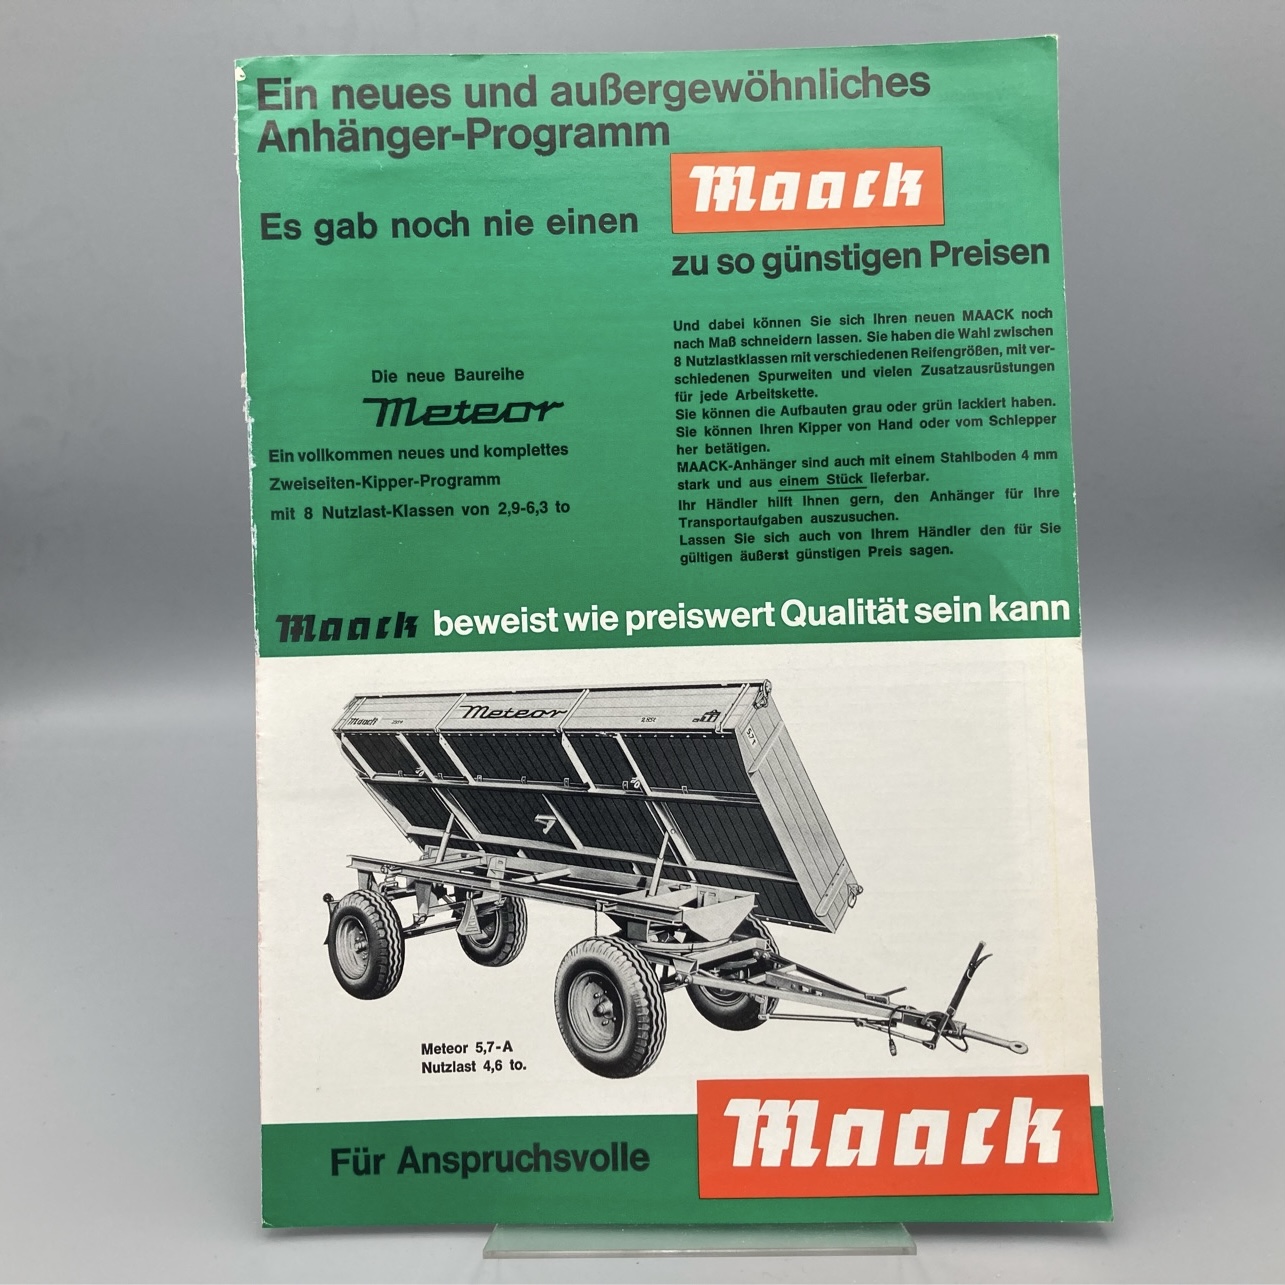 Ein neues und außergewöhnliches
Anhänger-Programm
Maack
Es gab noch nie einen
zu so günstigen Preisen
Die neue Baureihe
Meteor
Ein vollkommen neues und komplettes
Zweiseiten-Kipper-Programm
mit 8 Nutzlast-Klassen von 2,9-6,3 to
Und dabei können Sie sich Ihren neuen MAACK noch
nach Maß schneidern lassen. Sie haben die Wahl zwischen
8 Nutzlastklassen mit verschiedenen Reifengrößen, mit ver-
schiedenen Spurweiten und vielen Zusatzausrüstungen
für jede Arbeitskette.
Sie können die Aufbauten grau oder grün lackiert haben.
Sie können Ihren Kipper von Hand oder vom Schlepper
her betätigen.
MAACK-Anhänger sind auch mit einem Stahlboden 4 mm
stark und aus einem Stück lieferbar.
Ihr Händler hilft Ihnen gern, den Anhänger für Ihre
Transportaufgaben auszusuchen.
Lassen Sie sich auch von Ihrem Händler den für Sie
gültigen äußerst günstigen Preis sagen.
Maack beweist wie preiswert Qualität sein kann
Maack Meteor
5,7t
Meteor 5,7-A
Nutzlast 4,6 to.
Für Anspruchsvolle
Maack